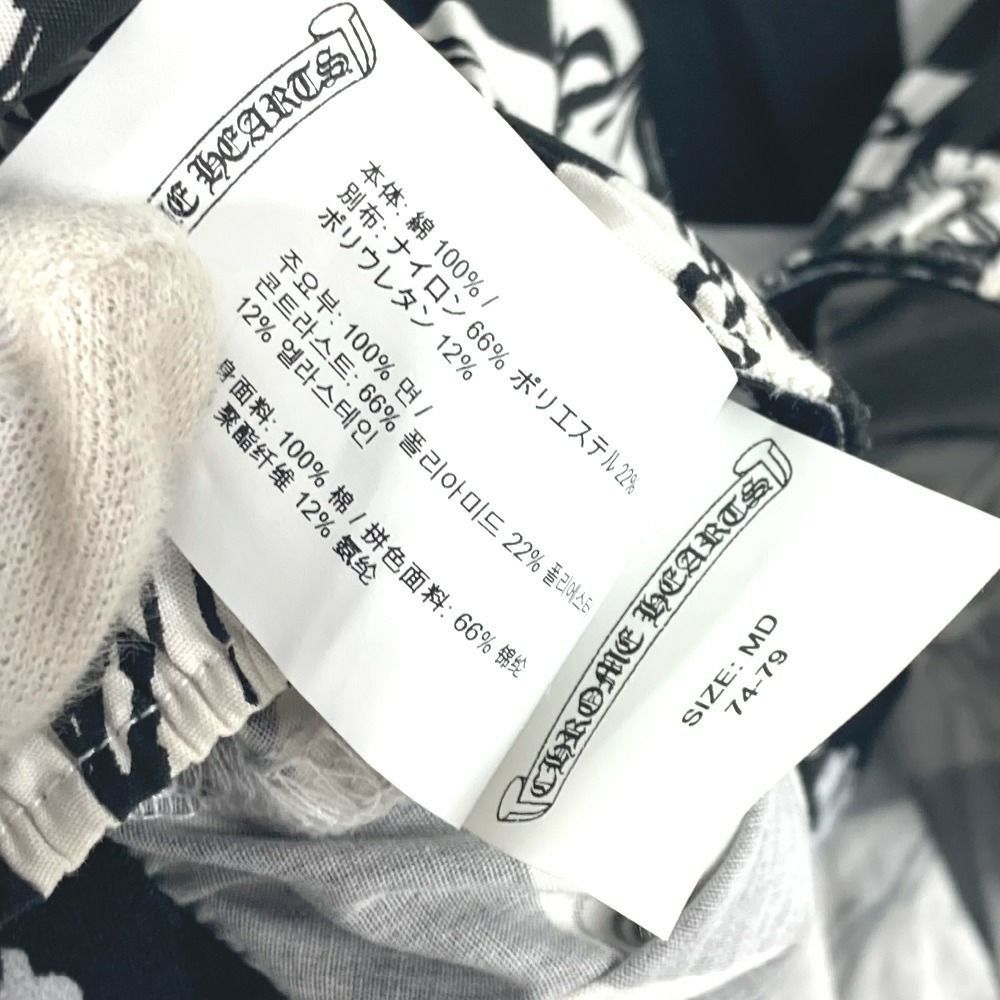 E HEARTS
本体: 綿 100% /
別布: ナイロン 66% ポリエステル 22%
ポリウレタン 12%
주요부: 100% 면 /
콘트라스트: 66% 폴리아미드 22% 폴리에스터
12% 엘라스테인
身面料: 100% 棉 / 拼色面料: 66% 锦纶
聚酯纤维 12% 氨纶
CHROME HEARTS
SIZE: MD
74-79